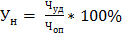 Ун = Чуд/Чоп * 100%